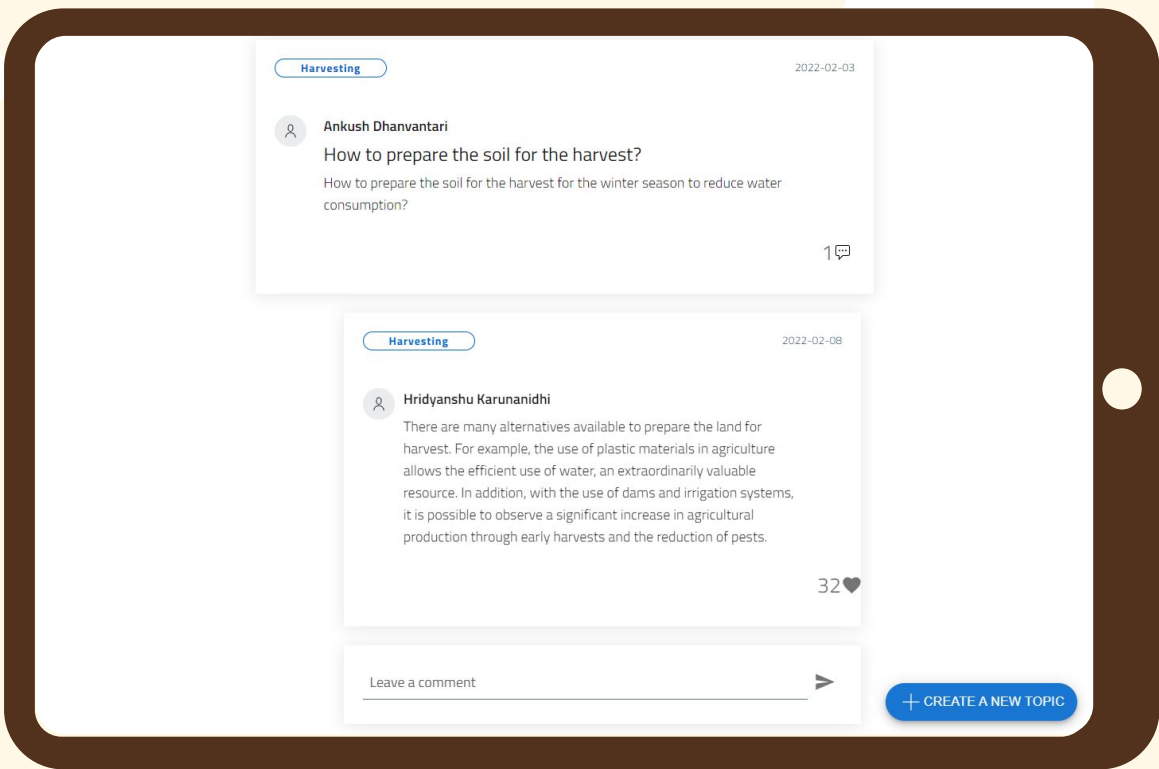 Harvesting
2022-02-03
Ankush Dhanvantari
How to prepare the soil for the harvest?
How to prepare the soil for the harvest for the winter season to reduce water
consumption?
1
Harvesting
2022-02-08
Hridyanshu Karunanidhi
There are many alternatives available to prepare the land for
harvest. For example, the use of plastic materials in agriculture
allows the efficient use of water, an extraordinarily valuable
resource. In addition, with the use of dams and irrigation systems,
it is possible to observe a significant increase in agricultural
production through early harvests and the reduction of pests.
32
Leave a comment
CREATE A NEW TOPIC